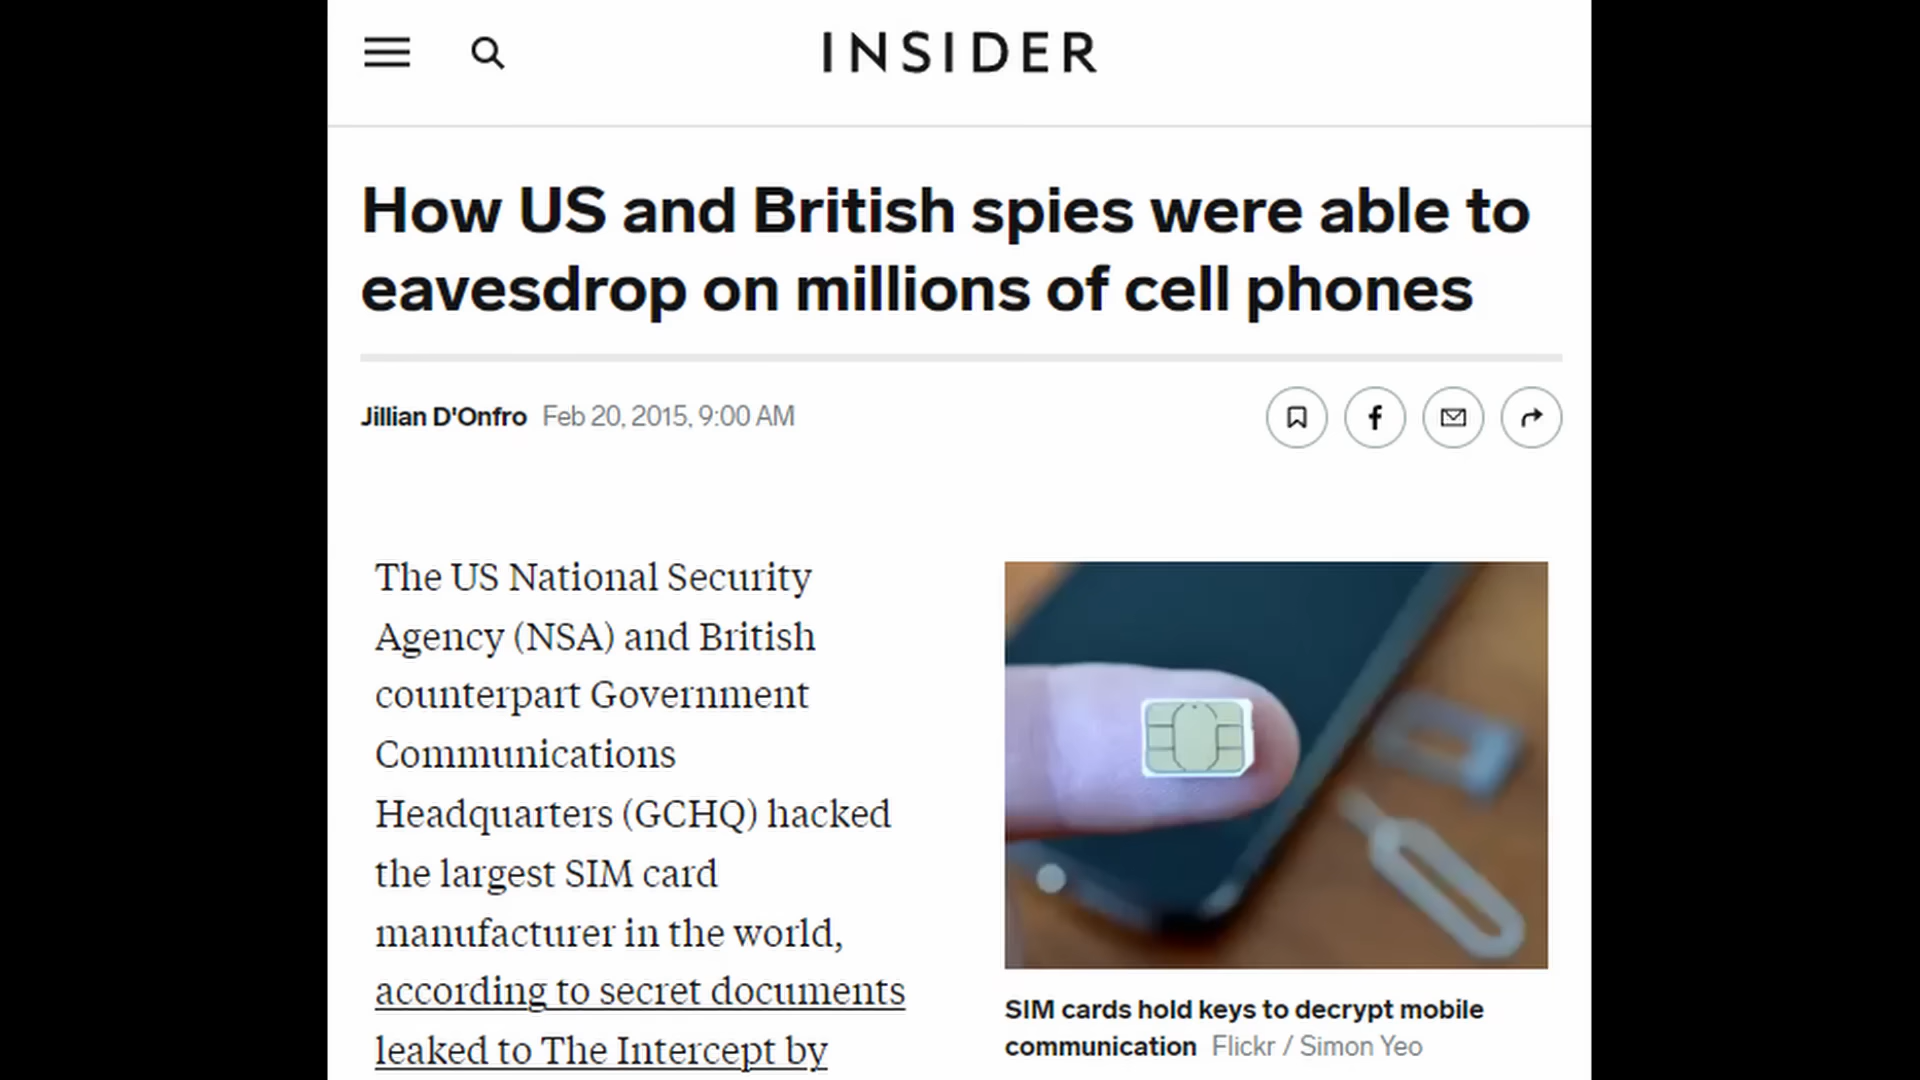 INSIDER
How US and British spies were able to
eavesdrop on millions of cell phones
Jillian D'Onfro Feb 20, 2015, 9:00 AM
The US National Security
Agency (NSA) and British
counterpart Government
Communications
Headquarters (GCHQ) hacked
the largest SIM card
manufacturer in the world,
according to secret documents
leaked to The Intercept by
SIM cards hold keys to decrypt mobile
communication Flickr / Simon Yeo